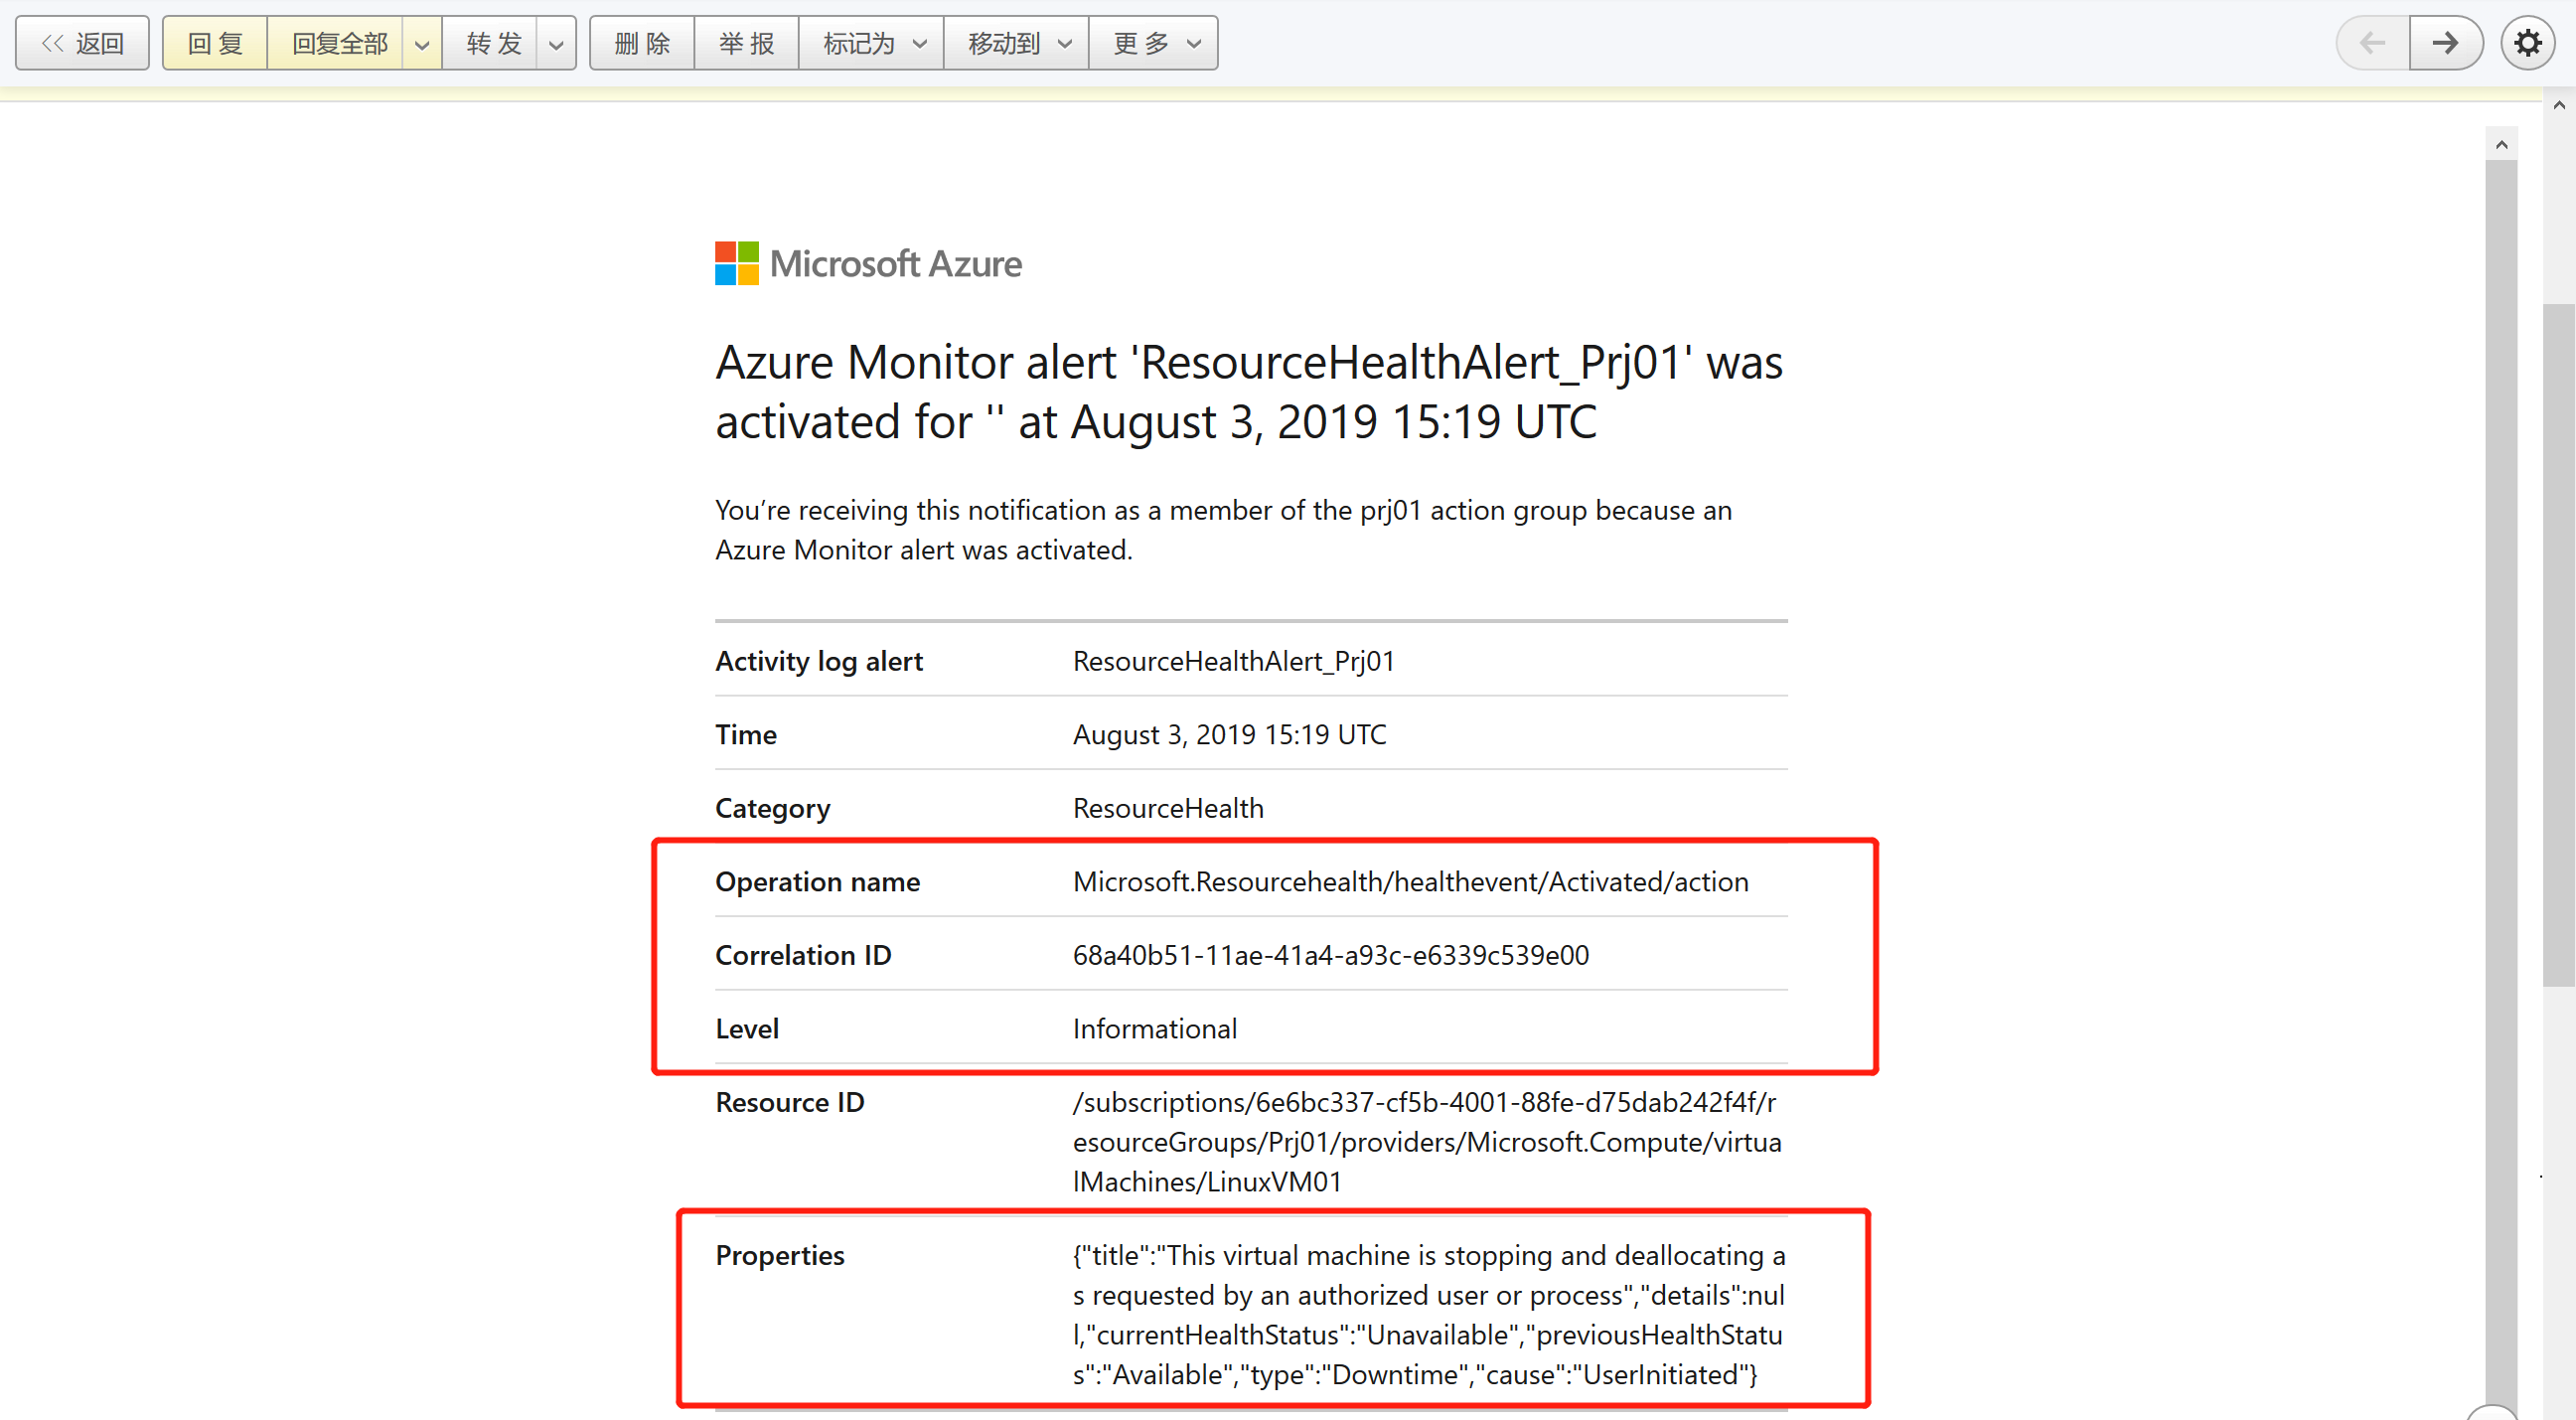 << 返回 回 复 回复全部 转 发 删 除 举 报 标记为 移动到 更 多
Microsoft Azure
Azure Monitor alert 'ResourceHealthAlert_Prj01' was
activated for '' at August 3, 2019 15:19 UTC
You’re receiving this notification as a member of the prj01 action group because an
Azure Monitor alert was activated.
Activity log alert ResourceHealthAlert_Prj01
Time August 3, 2019 15:19 UTC
Category ResourceHealth
Operation name Microsoft.Resourcehealth/healthevent/Activated/action
Correlation ID 68a40b51-11ae-41a4-a93c-e6339c539e00
Level Informational
Resource ID /subscriptions/6e6bc337-cf5b-4001-88fe-d75dab242f4f/r
esourceGroups/Prj01/providers/Microsoft.Compute/virtua
lMachines/LinuxVM01
Properties {"title":"This virtual machine is stopping and deallocating a
s requested by an authorized user or process","details":nul
l,"currentHealthStatus":"Unavailable","previousHealthStatu
s":"Available","type":"Downtime","cause":"UserInitiated"}